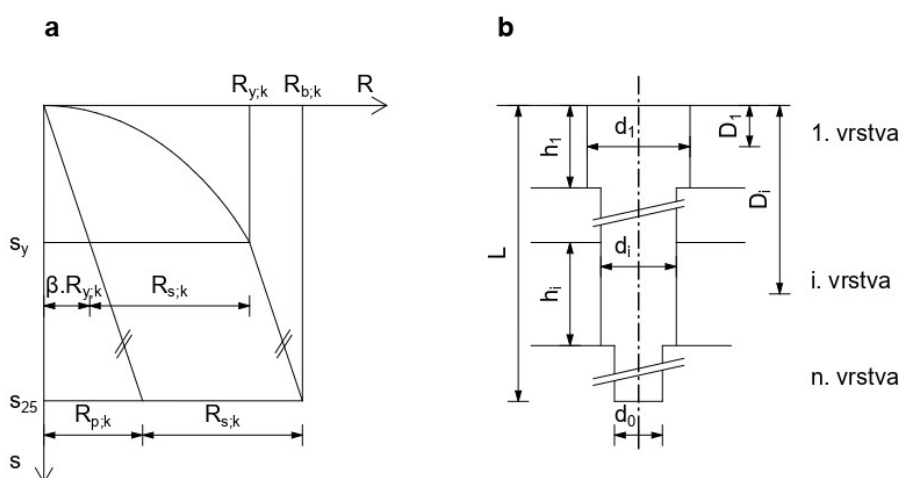 a
R_y;k R_b;k R
s_y
β.R_y;k R_s;k
s_25
R_p;k R_s;k
s
b
d_1
h_1
D_1
1. vrstva
L
D_i
d_i
h_i
i. vrstva
n. vrstva
d_0